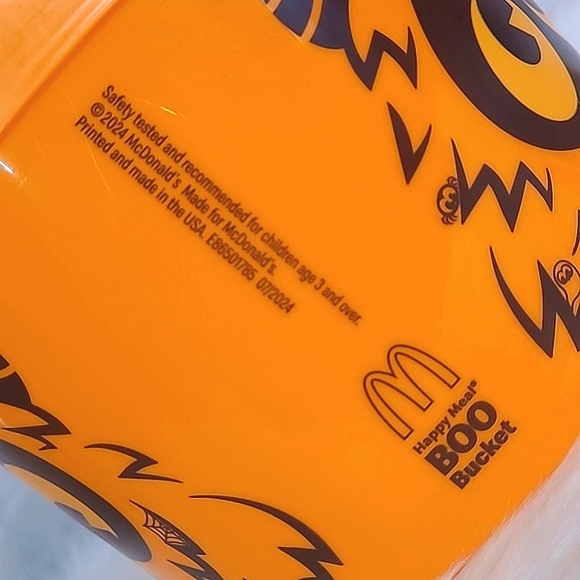 Safety tested and recommended for children age 3 and over.
©2024 McDonald's Made for McDonald's.
Printed and made in the USA. E86501785 07/2024
Happy Meal®
BOO
Bucket